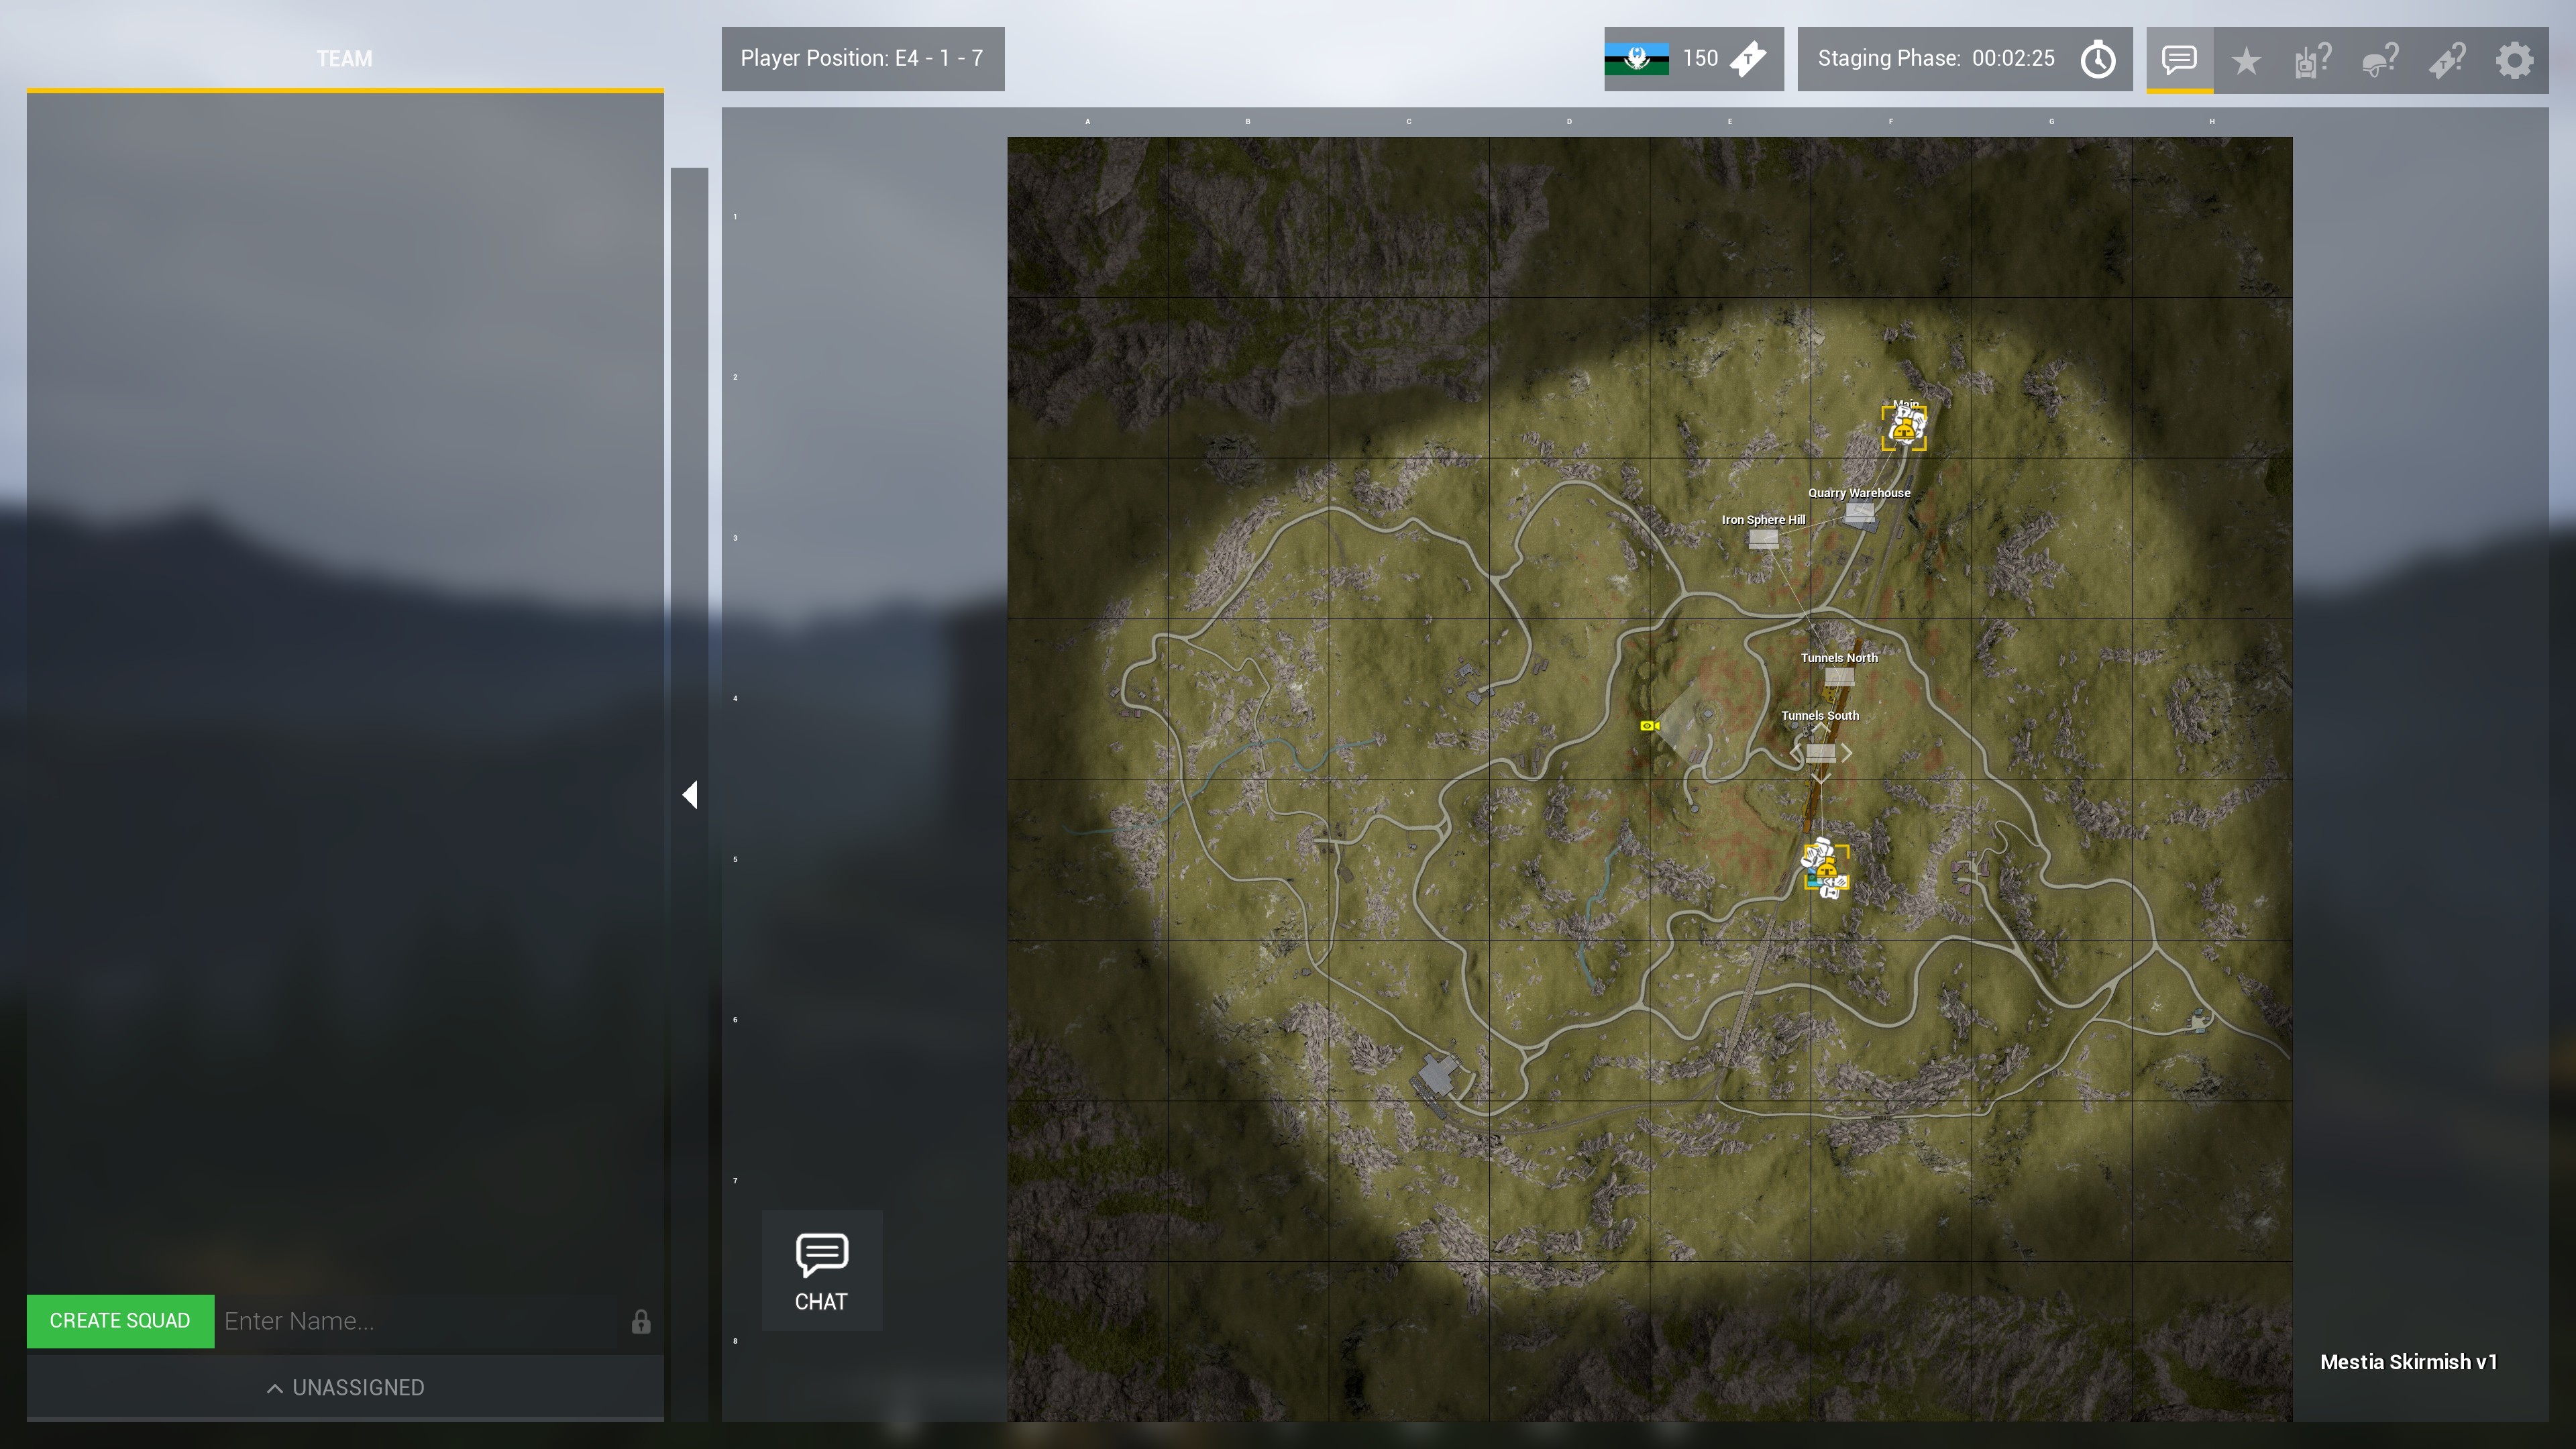 TEAM
Player Position: E4 - 1 - 7
150
Staging Phase: 00:02:25
A B C D E F G H
1
2
Main
Quarry Warehouse
Iron Sphere Hill
3
Tunnels North
4
Tunnels South
5
6
7
CHAT
8
CREATE SQUAD
Enter Name...
Mestia Skirmish v1
UNASSIGNED